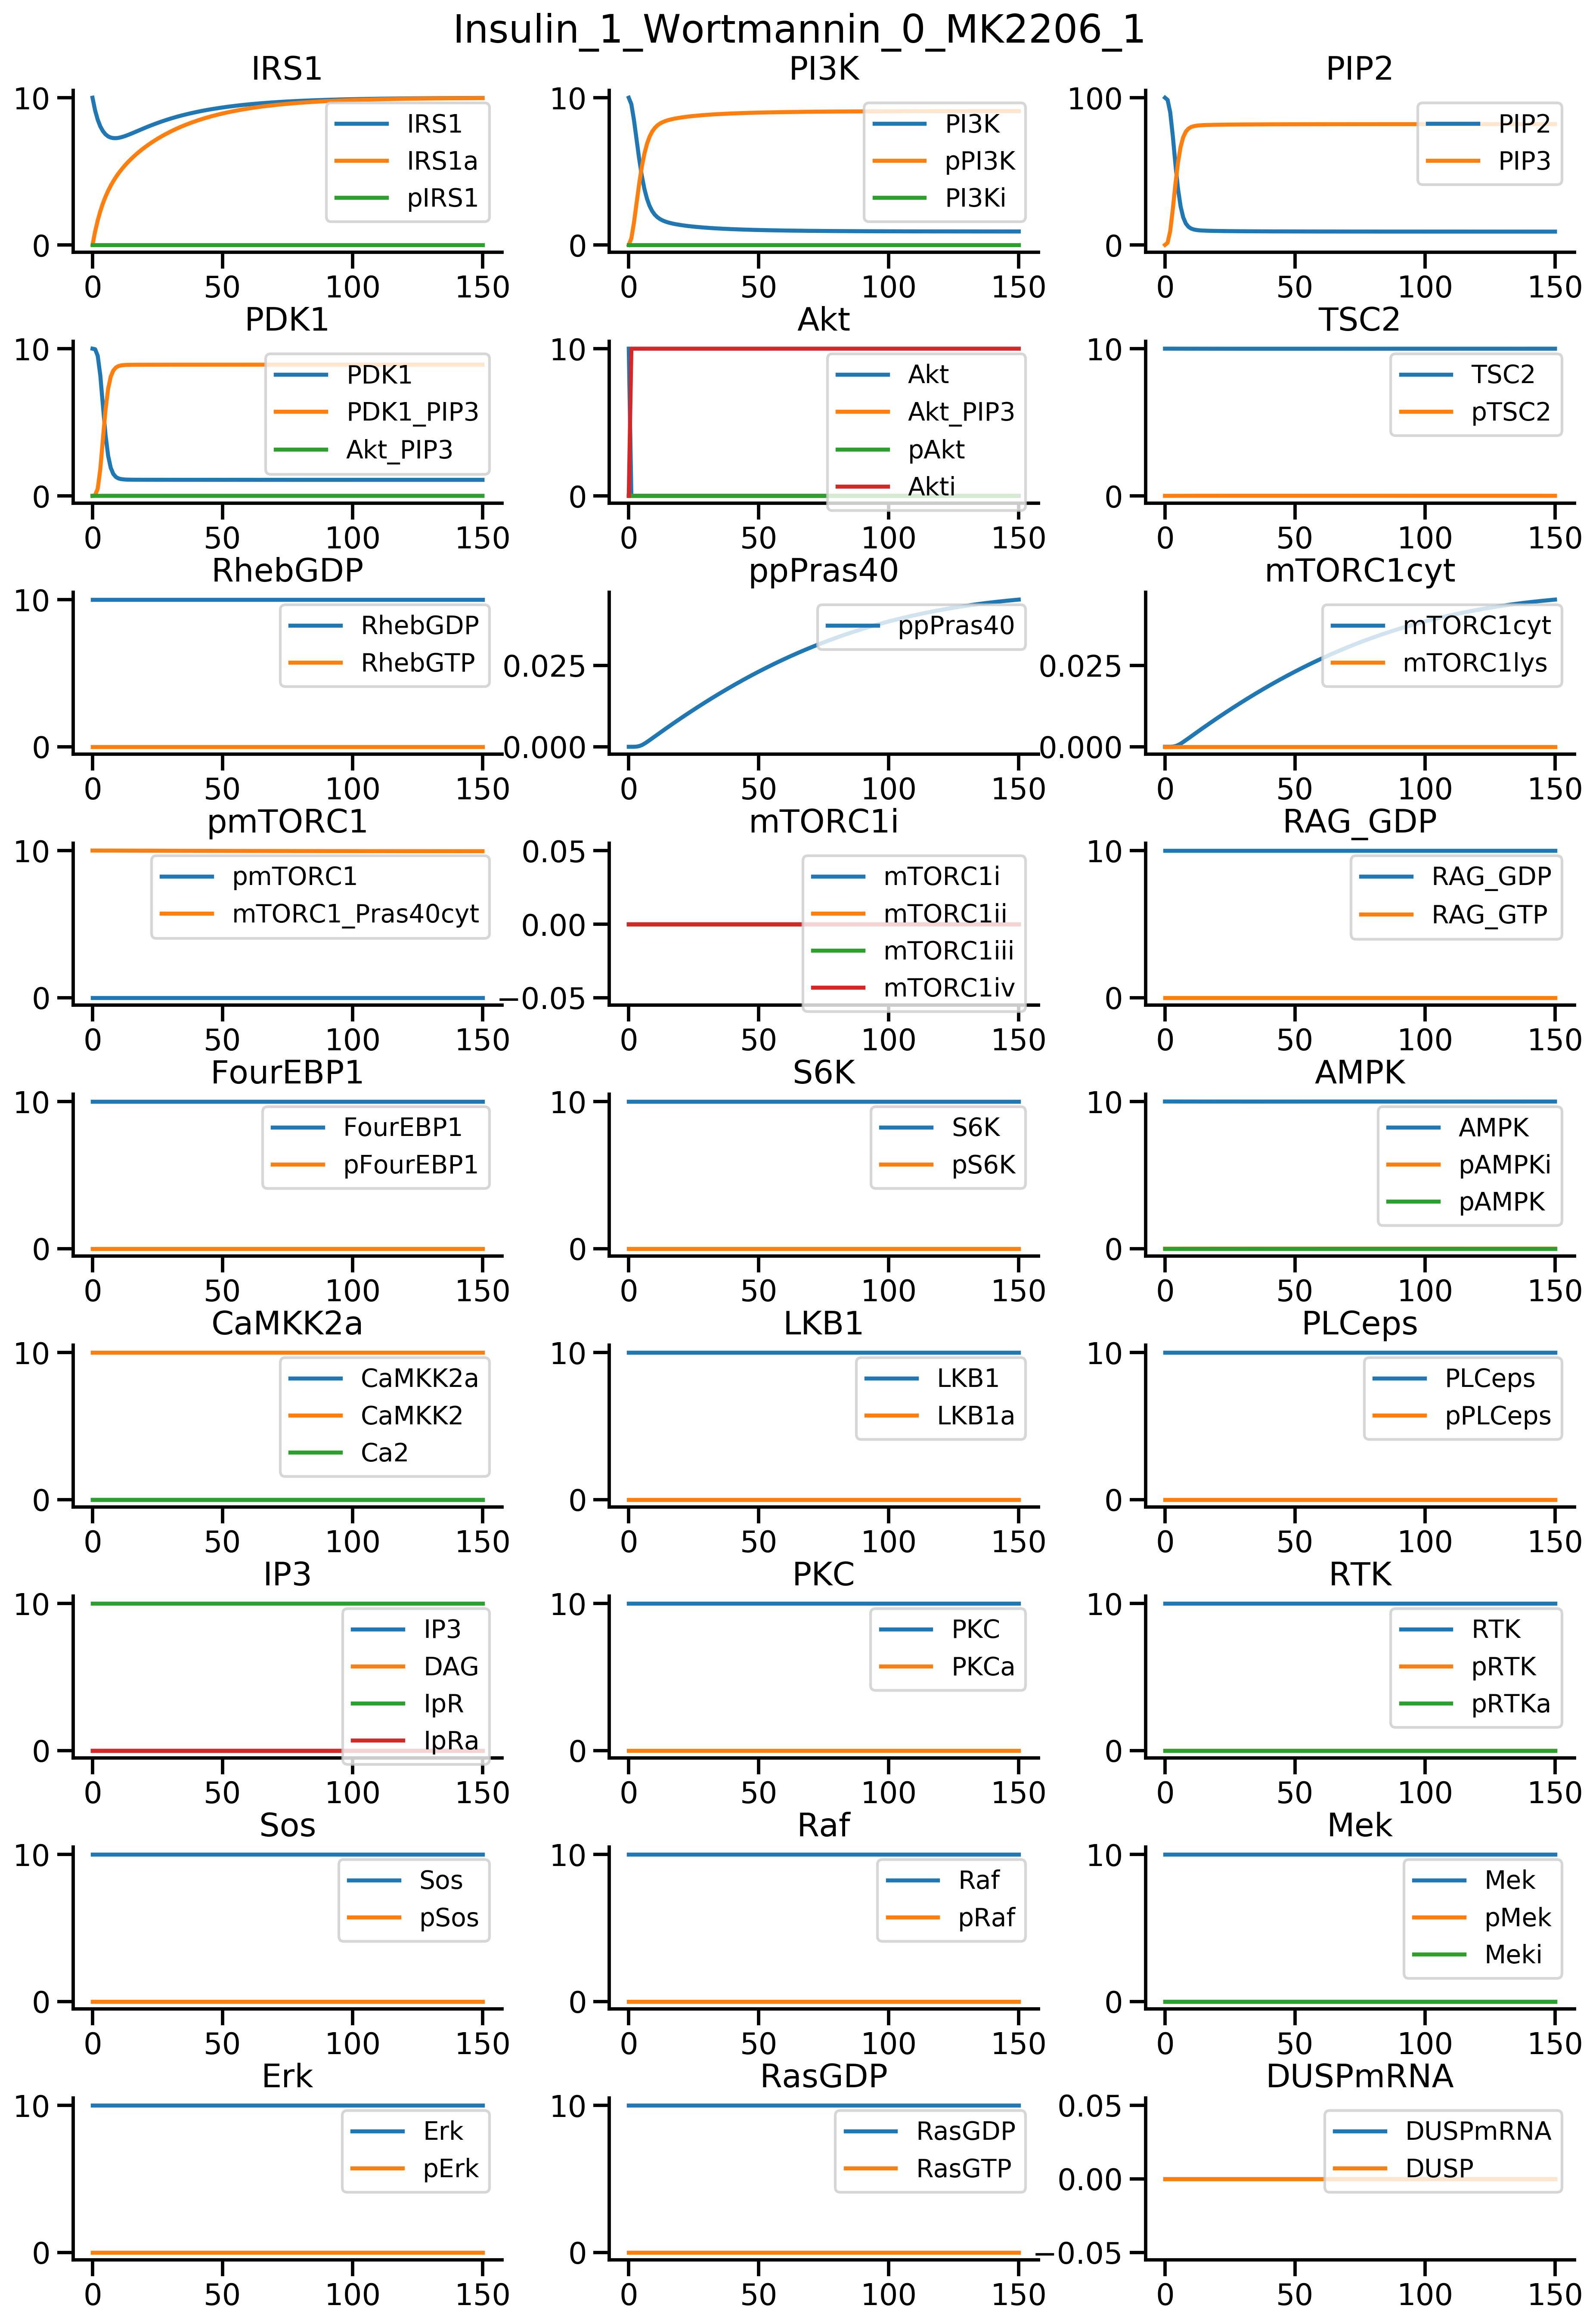 Insulin_1_Wortmannin_0_MK2206_1
IRS1
10
0
0 50 100 150
IRS1
IRS1a
pIRS1
PI3K
10
0
0 50 100 150
PI3K
pPI3K
PI3Ki
PIP2
100
0
0 50 100 150
PIP2
PIP3
PDK1
10
0
0 50 100 150
PDK1
PDK1_PIP3
Akt_PIP3
Akt
10
0
0 50 100 150
Akt
Akt_PIP3
pAkt
Akti
TSC2
10
0
0 50 100 150
TSC2
pTSC2
RhebGDP
10
0
0 50 100 150
RhebGDP
RhebGTP
ppPras40
0.025
0.000
0 50 100 150
ppPras40
mTORC1cyt
0.025
0.000
0 50 100 150
mTORC1cyt
mTORC1lys
pmTORC1
10
0
0 50 100 150
pmTORC1
mTORC1_Pras40cyt
mTORC1i
0.05
0.00
−0.05
0 50 100 150
mTORC1i
mTORC1ii
mTORC1iii
mTORC1iv
RAG_GDP
10
0
0 50 100 150
RAG_GDP
RAG_GTP
FourEBP1
10
0
0 50 100 150
FourEBP1
pFourEBP1
S6K
10
0
0 50 100 150
S6K
pS6K
AMPK
10
0
0 50 100 150
AMPK
pAMPKi
pAMPK
CaMKK2a
10
0
0 50 100 150
CaMKK2a
CaMKK2
Ca2
LKB1
10
0
0 50 100 150
LKB1
LKB1a
PLCeps
10
0
0 50 100 150
PLCeps
pPLCeps
IP3
10
0
0 50 100 150
IP3
DAG
IpR
IpRa
PKC
10
0
0 50 100 150
PKC
PKCa
RTK
10
0
0 50 100 150
RTK
pRTK
pRTKa
Sos
10
0
0 50 100 150
Sos
pSos
Raf
10
0
0 50 100 150
Raf
pRaf
Mek
10
0
0 50 100 150
Mek
pMek
Meki
Erk
10
0
0 50 100 150
Erk
pErk
RasGDP
10
0
0 50 100 150
RasGDP
RasGTP
DUSPmRNA
0.05
0.00
−0.05
0 50 100 150
DUSPmRNA
DUSP